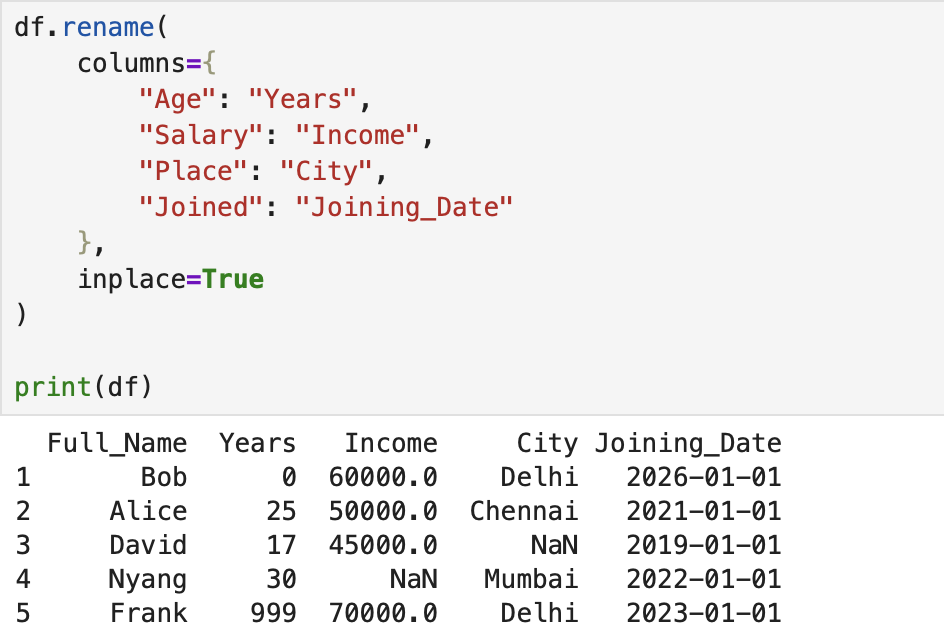 df.rename(
    columns={
        "Age": "Years",
        "Salary": "Income",
        "Place": "City",
        "Joined": "Joining_Date"
    },
    inplace=True
)

print(df)
  Full_Name  Years   Income      City Joining_Date
1       Bob      0  60000.0     Delhi   2026-01-01
2     Alice     25  50000.0   Chennai   2021-01-01
3     David     17  45000.0       NaN   2019-01-01
4     Nyang     30      NaN    Mumbai   2022-01-01
5     Frank    999  70000.0     Delhi   2023-01-01